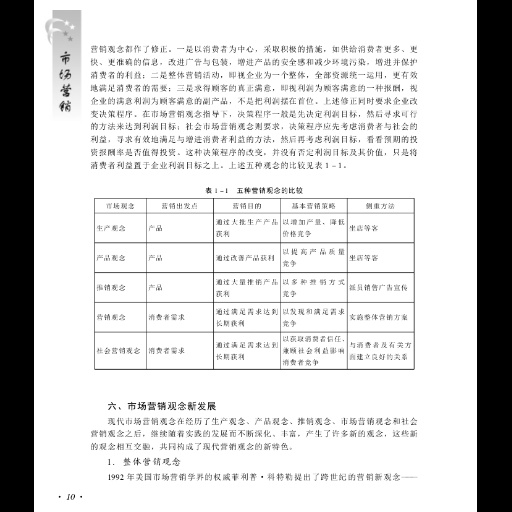 市场营销
营销观念都作了修正。一是以消费者为中心，采取积极的措施，如供给消费者更多、更
快、更准确的信息，改进广告与包装，增进产品的安全感和减少环境污染，增进并保护
消费者的利益；二是整体营销活动，即视企业为一个整体，全部资源统一运用，更有效
地满足消费者的需要；三是求得顾客的真正满意，即视利润为顾客满意的一种报酬，视
企业的满意利润为顾客满意的副产品，不是把利润摆在首位。上述修正同时要求企业改
变决策程序。在市场营销观念指导下，决策程序一般是先决定利润目标，然后寻求可行
的方法来达到利润目标；社会市场营销观念则要求，决策程序应先考虑消费者与社会的
利益，寻求有效地满足与增进消费者利益的方法，然后再考虑利润目标，看看预期的投
资报酬率是否值得投资。这种决策程序的改变，并没有否定利润目标及其价值，只是将
消费者利益置于企业利润目标之上。上述五种观念的比较见表 1－1。
表 1－1 五种营销观念的比较
市场观念 营销出发点 营销目的 基本营销策略 侧重方法
生产观念 产品 通过大批生产产品获利 以增加产量、降低价格竞争 坐店等客
产品观念 产品 通过改善产品获利 以提高产品质量竞争 坐店等客
推销观念 产品 通过大量推销产品获利 以多种推销方式竞争 派员销售广告宣传
营销观念 消费者需求 通过满足需求达到长期获利 以发现和满足需求竞争 实施整体营销方案
社会营销观念 消费者需求 通过满足需求达到长期获利 以获取消费者信任、兼顾社会利益影响消费者竞争 与消费者及有关方面建立良好的关系
六、市场营销观念新发展
现代市场营销观念在经历了生产观念、产品观念、推销观念、市场营销观念和社会
营销观念之后，继续随着实践的发展而不断深化、丰富，产生了许多新的观念，这些新
的观念相互交融，共同构成了现代营销观念的新特色。
1．整体营销观念
1992 年美国市场营销学界的权威菲利普·科特勒提出了跨世纪的营销新观念——
· 10 ·